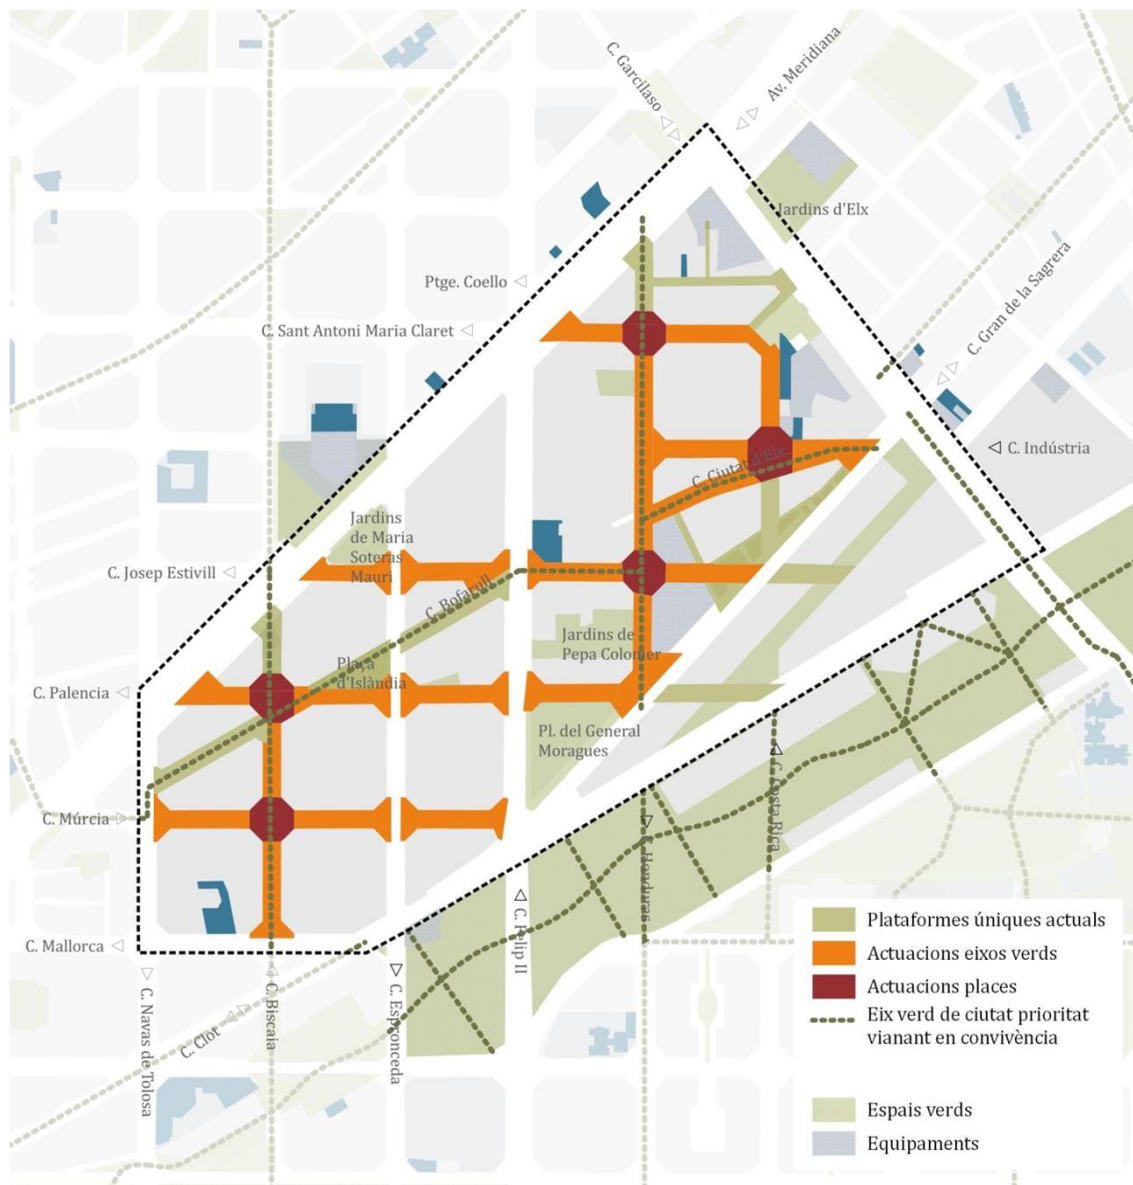 C. Garcilaso
Av. Meridiana
Jardins d'Elx
C. Gran de la Sagrera
Ptge. Coello
C. Sant Antoni Maria Claret
C. Indústria
C. Ciutat d'Elx
Jardins
de Maria
Soteras
Mauri
C. Josep Estivill
C. Bofarull
Jardins de
Pepa Colomer
Plaça
d'Islàndia
C. Palencia
Pl. del General
Moragues
C. Costa Rica
C. Múrcia
C. Honduras
C. Mallorca
C. Felip II
C. Navas de Tolosa
C. Biscaia
C. Clot
C. Espronceda
Plataformes úniques actuals
Actuacions eixos verds
Actuacions places
Eix verd de ciutat prioritat
vianant en convivència
Espais verds
Equipaments